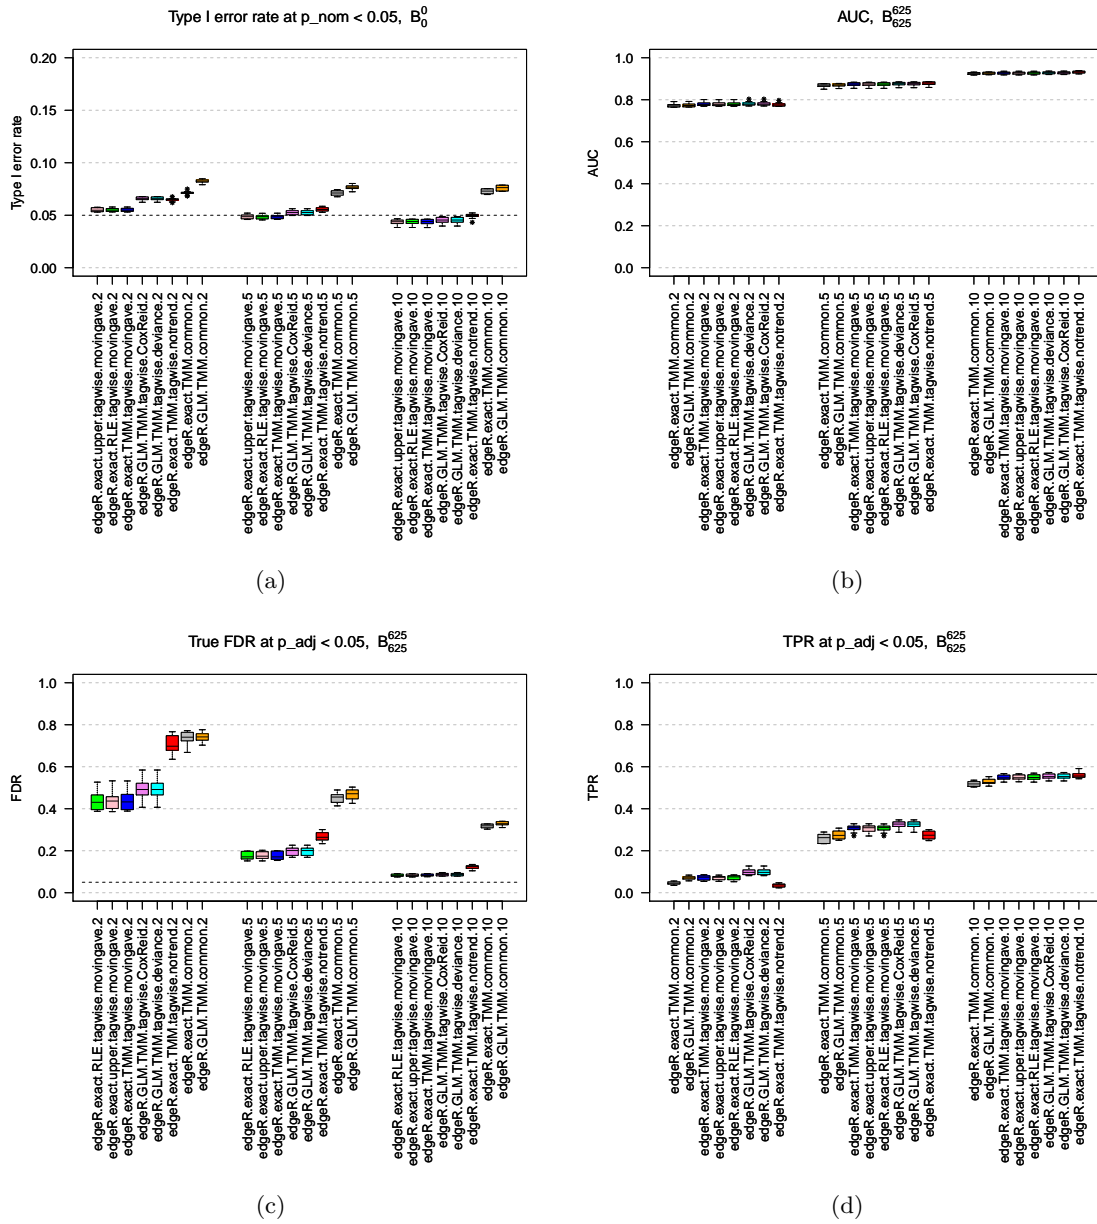 Type I error rate at p_nom < 0.05, B_0^0
Type I error rate
0.20
0.15
0.10
0.05
0.00
edgeR.exact.upper.tagwise.movingave.2
edgeR.exact.RLE.tagwise.movingave.2
edgeR.exact.TMM.tagwise.movingave.2
edgeR.GLM.TMM.tagwise.CoxReid.2
edgeR.GLM.TMM.tagwise.deviance.2
edgeR.exact.TMM.tagwise.notrend.2
edgeR.exact.TMM.common.2
edgeR.GLM.TMM.common.2
edgeR.exact.upper.tagwise.movingave.5
edgeR.exact.RLE.tagwise.movingave.5
edgeR.exact.TMM.tagwise.movingave.5
edgeR.GLM.TMM.tagwise.CoxReid.5
edgeR.GLM.TMM.tagwise.deviance.5
edgeR.exact.TMM.tagwise.notrend.5
edgeR.exact.TMM.common.5
edgeR.GLM.TMM.common.5
edgeR.exact.upper.tagwise.movingave.10
edgeR.exact.RLE.tagwise.movingave.10
edgeR.exact.TMM.tagwise.movingave.10
edgeR.GLM.TMM.tagwise.CoxReid.10
edgeR.GLM.TMM.tagwise.deviance.10
edgeR.exact.TMM.tagwise.notrend.10
edgeR.exact.TMM.common.10
edgeR.GLM.TMM.common.10
(a)
AUC, B_625^625
AUC
1.0
0.8
0.6
0.4
0.2
0.0
edgeR.exact.TMM.common.2
edgeR.GLM.TMM.common.2
edgeR.exact.TMM.tagwise.movingave.2
edgeR.exact.upper.tagwise.movingave.2
edgeR.exact.RLE.tagwise.movingave.2
edgeR.GLM.TMM.tagwise.deviance.2
edgeR.GLM.TMM.tagwise.CoxReid.2
edgeR.exact.TMM.tagwise.notrend.2
edgeR.exact.TMM.common.5
edgeR.GLM.TMM.common.5
edgeR.exact.TMM.tagwise.movingave.5
edgeR.exact.upper.tagwise.movingave.5
edgeR.exact.RLE.tagwise.movingave.5
edgeR.GLM.TMM.tagwise.deviance.5
edgeR.GLM.TMM.tagwise.CoxReid.5
edgeR.exact.TMM.tagwise.notrend.5
edgeR.exact.TMM.common.10
edgeR.GLM.TMM.common.10
edgeR.exact.TMM.tagwise.movingave.10
edgeR.exact.upper.tagwise.movingave.10
edgeR.exact.RLE.tagwise.movingave.10
edgeR.GLM.TMM.tagwise.deviance.10
edgeR.GLM.TMM.tagwise.CoxReid.10
edgeR.exact.TMM.tagwise.notrend.10
(b)
True FDR at p_adj < 0.05, B_625^625
FDR
1.0
0.8
0.6
0.4
0.2
0.0
edgeR.exact.RLE.tagwise.movingave.2
edgeR.exact.upper.tagwise.movingave.2
edgeR.exact.TMM.tagwise.movingave.2
edgeR.GLM.TMM.tagwise.CoxReid.2
edgeR.GLM.TMM.tagwise.deviance.2
edgeR.exact.TMM.tagwise.notrend.2
edgeR.exact.TMM.common.2
edgeR.GLM.TMM.common.2
edgeR.exact.RLE.tagwise.movingave.5
edgeR.exact.upper.tagwise.movingave.5
edgeR.exact.TMM.tagwise.movingave.5
edgeR.GLM.TMM.tagwise.CoxReid.5
edgeR.GLM.TMM.tagwise.deviance.5
edgeR.exact.TMM.tagwise.notrend.5
edgeR.exact.TMM.common.5
edgeR.GLM.TMM.common.5
edgeR.exact.RLE.tagwise.movingave.10
edgeR.exact.upper.tagwise.movingave.10
edgeR.exact.TMM.tagwise.movingave.10
edgeR.GLM.TMM.tagwise.CoxReid.10
edgeR.GLM.TMM.tagwise.deviance.10
edgeR.exact.TMM.tagwise.notrend.10
edgeR.exact.TMM.common.10
edgeR.GLM.TMM.common.10
(c)
TPR at p_adj < 0.05, B_625^625
TPR
1.0
0.8
0.6
0.4
0.2
0.0
edgeR.exact.TMM.common.2
edgeR.GLM.TMM.common.2
edgeR.exact.TMM.tagwise.movingave.2
edgeR.exact.upper.tagwise.movingave.2
edgeR.exact.RLE.tagwise.movingave.2
edgeR.GLM.TMM.tagwise.CoxReid.2
edgeR.GLM.TMM.tagwise.deviance.2
edgeR.exact.TMM.tagwise.notrend.2
edgeR.exact.TMM.common.5
edgeR.GLM.TMM.common.5
edgeR.exact.TMM.tagwise.movingave.5
edgeR.exact.upper.tagwise.movingave.5
edgeR.exact.RLE.tagwise.movingave.5
edgeR.GLM.TMM.tagwise.CoxReid.5
edgeR.GLM.TMM.tagwise.deviance.5
edgeR.exact.TMM.tagwise.notrend.5
edgeR.exact.TMM.common.10
edgeR.GLM.TMM.common.10
edgeR.exact.TMM.tagwise.movingave.10
edgeR.exact.upper.tagwise.movingave.10
edgeR.exact.RLE.tagwise.movingave.10
edgeR.GLM.TMM.tagwise.CoxReid.10
edgeR.GLM.TMM.tagwise.deviance.10
edgeR.exact.TMM.tagwise.notrend.10
(d)